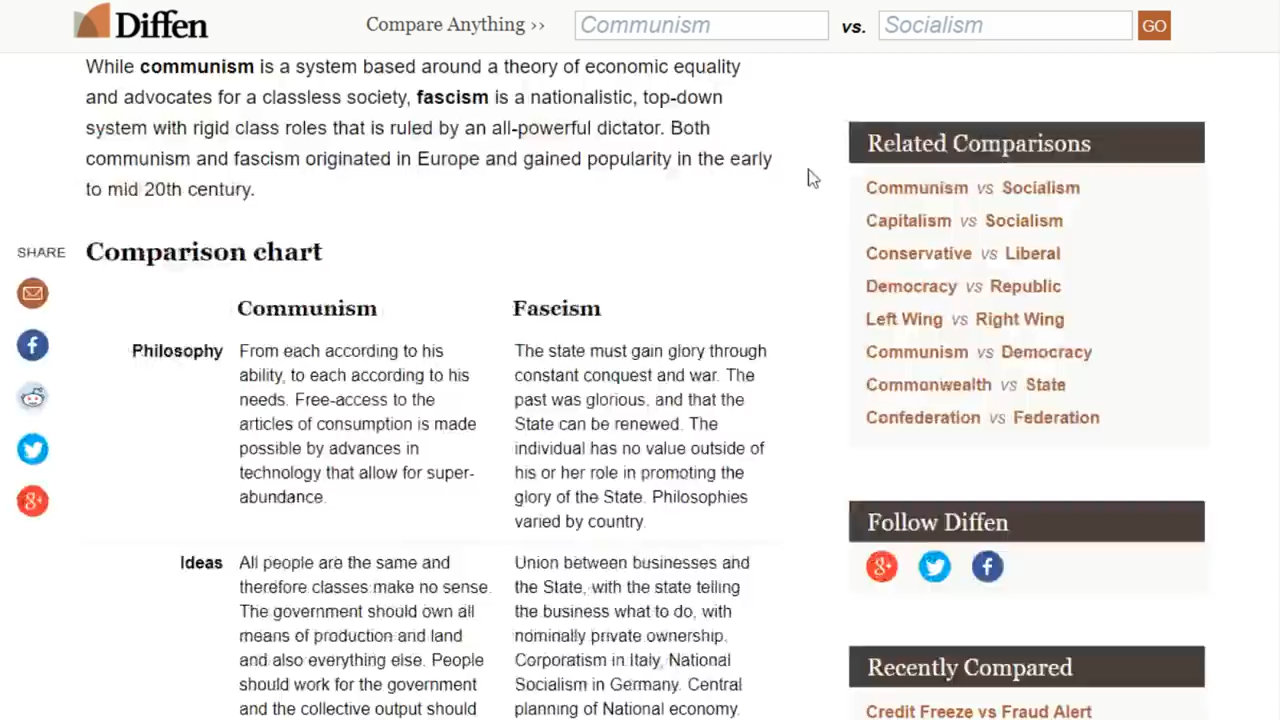 Diffen
Compare Anything ››
Communism
vs.
Socialism
GO
While communism is a system based around a theory of economic equality
and advocates for a classless society, fascism is a nationalistic, top-down
system with rigid class roles that is ruled by an all-powerful dictator. Both
communism and fascism originated in Europe and gained popularity in the early
to mid 20th century.
SHARE
Comparison chart
Communism
Fascism
Philosophy
From each according to his
ability, to each according to his
needs. Free-access to the
articles of consumption is made
possible by advances in
technology that allow for super-
abundance.
The state must gain glory through
constant conquest and war. The
past was glorious, and that the
State can be renewed. The
individual has no value outside of
his or her role in promoting the
glory of the State. Philosophies
varied by country.
Ideas
All people are the same and
therefore classes make no sense.
The government should own all
means of production and land
and also everything else. People
should work for the government
and the collective output should
Union between businesses and
the State, with the state telling
the business what to do, with
nominally private ownership.
Corporatism in Italy, National
Socialism in Germany. Central
planning of National economy.
Related Comparisons
Communism vs Socialism
Capitalism vs Socialism
Conservative vs Liberal
Democracy vs Republic
Left Wing vs Right Wing
Communism vs Democracy
Commonwealth vs State
Confederation vs Federation
Follow Diffen
Recently Compared
Credit Freeze vs Fraud Alert